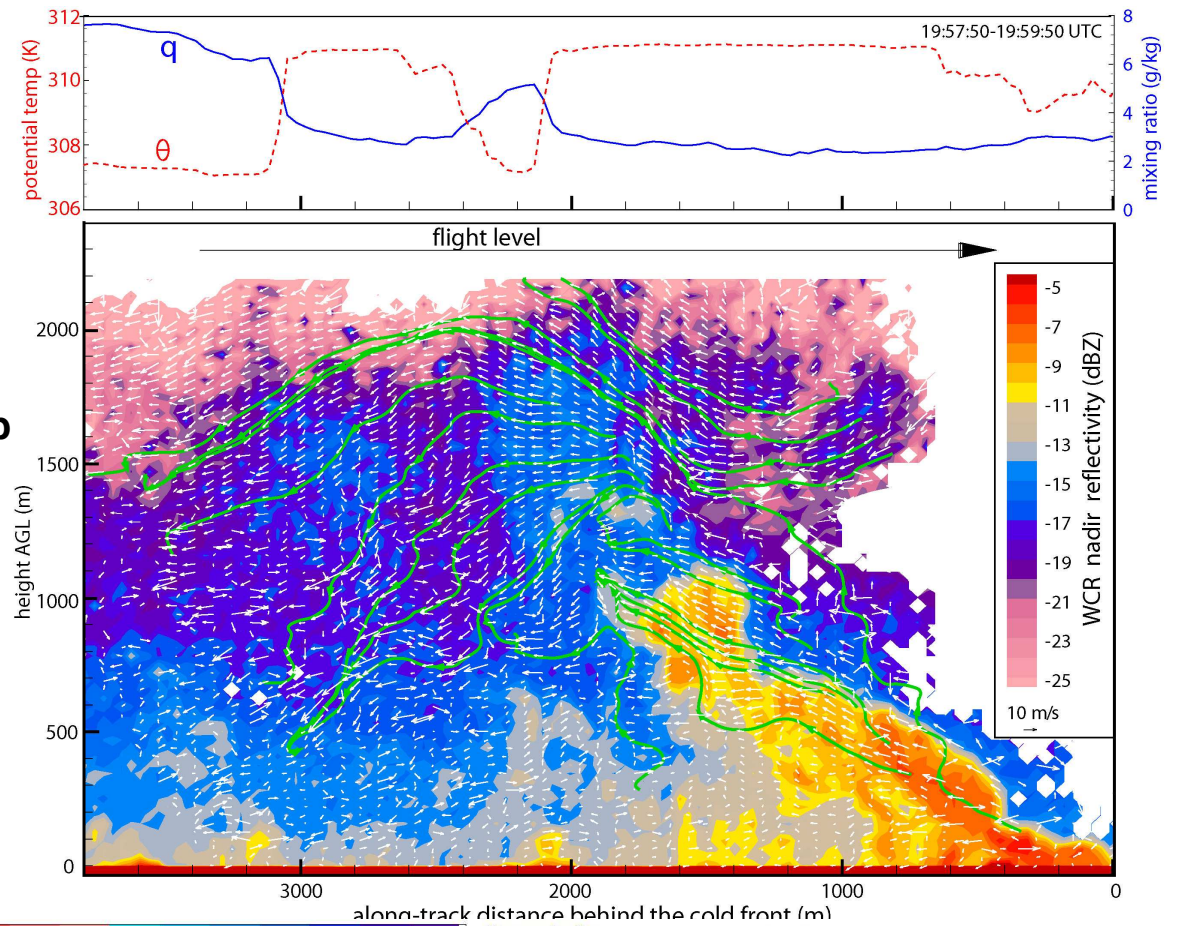 312
310
308
306
potential temp (K)
q
θ
19:57:50-19:59:50 UTC
8
6
4
2
0
mixing ratio (g/kg)
flight level
2000
1500
1000
500
0
height AGL (m)
-5
-7
-9
-11
-13
-15
-17
-19
-21
-23
-25
WCR nadir reflectivity (dBZ)
10 m/s
3000
2000
1000
0
along-track distance behind the cold front (m)